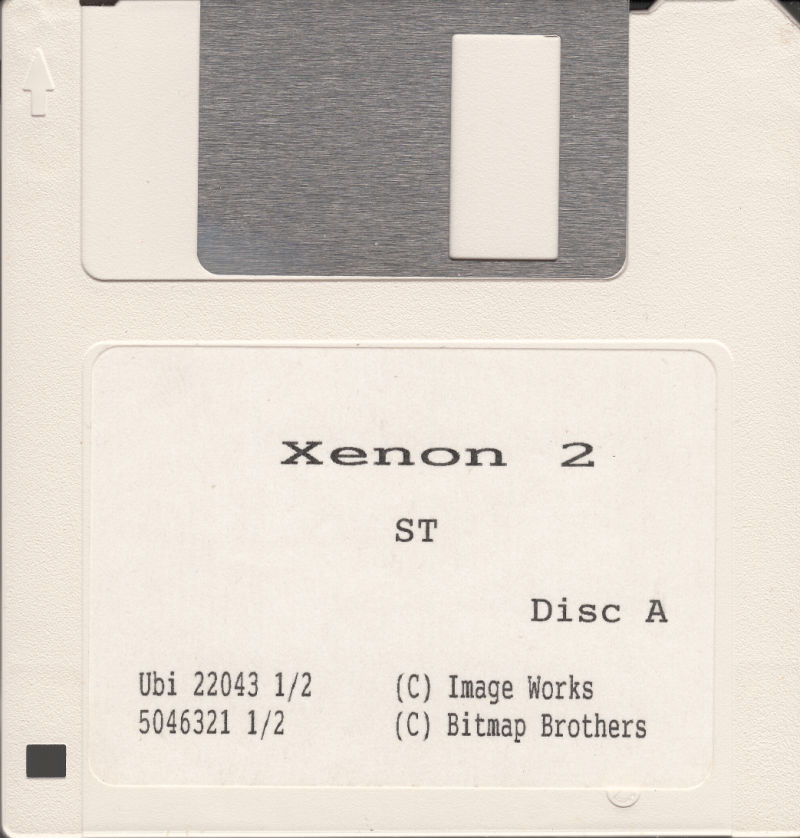 Xenon 2
ST
Disc A
Ubi 22043 1/2 (C) Image Works
5046321 1/2 (C) Bitmap Brothers